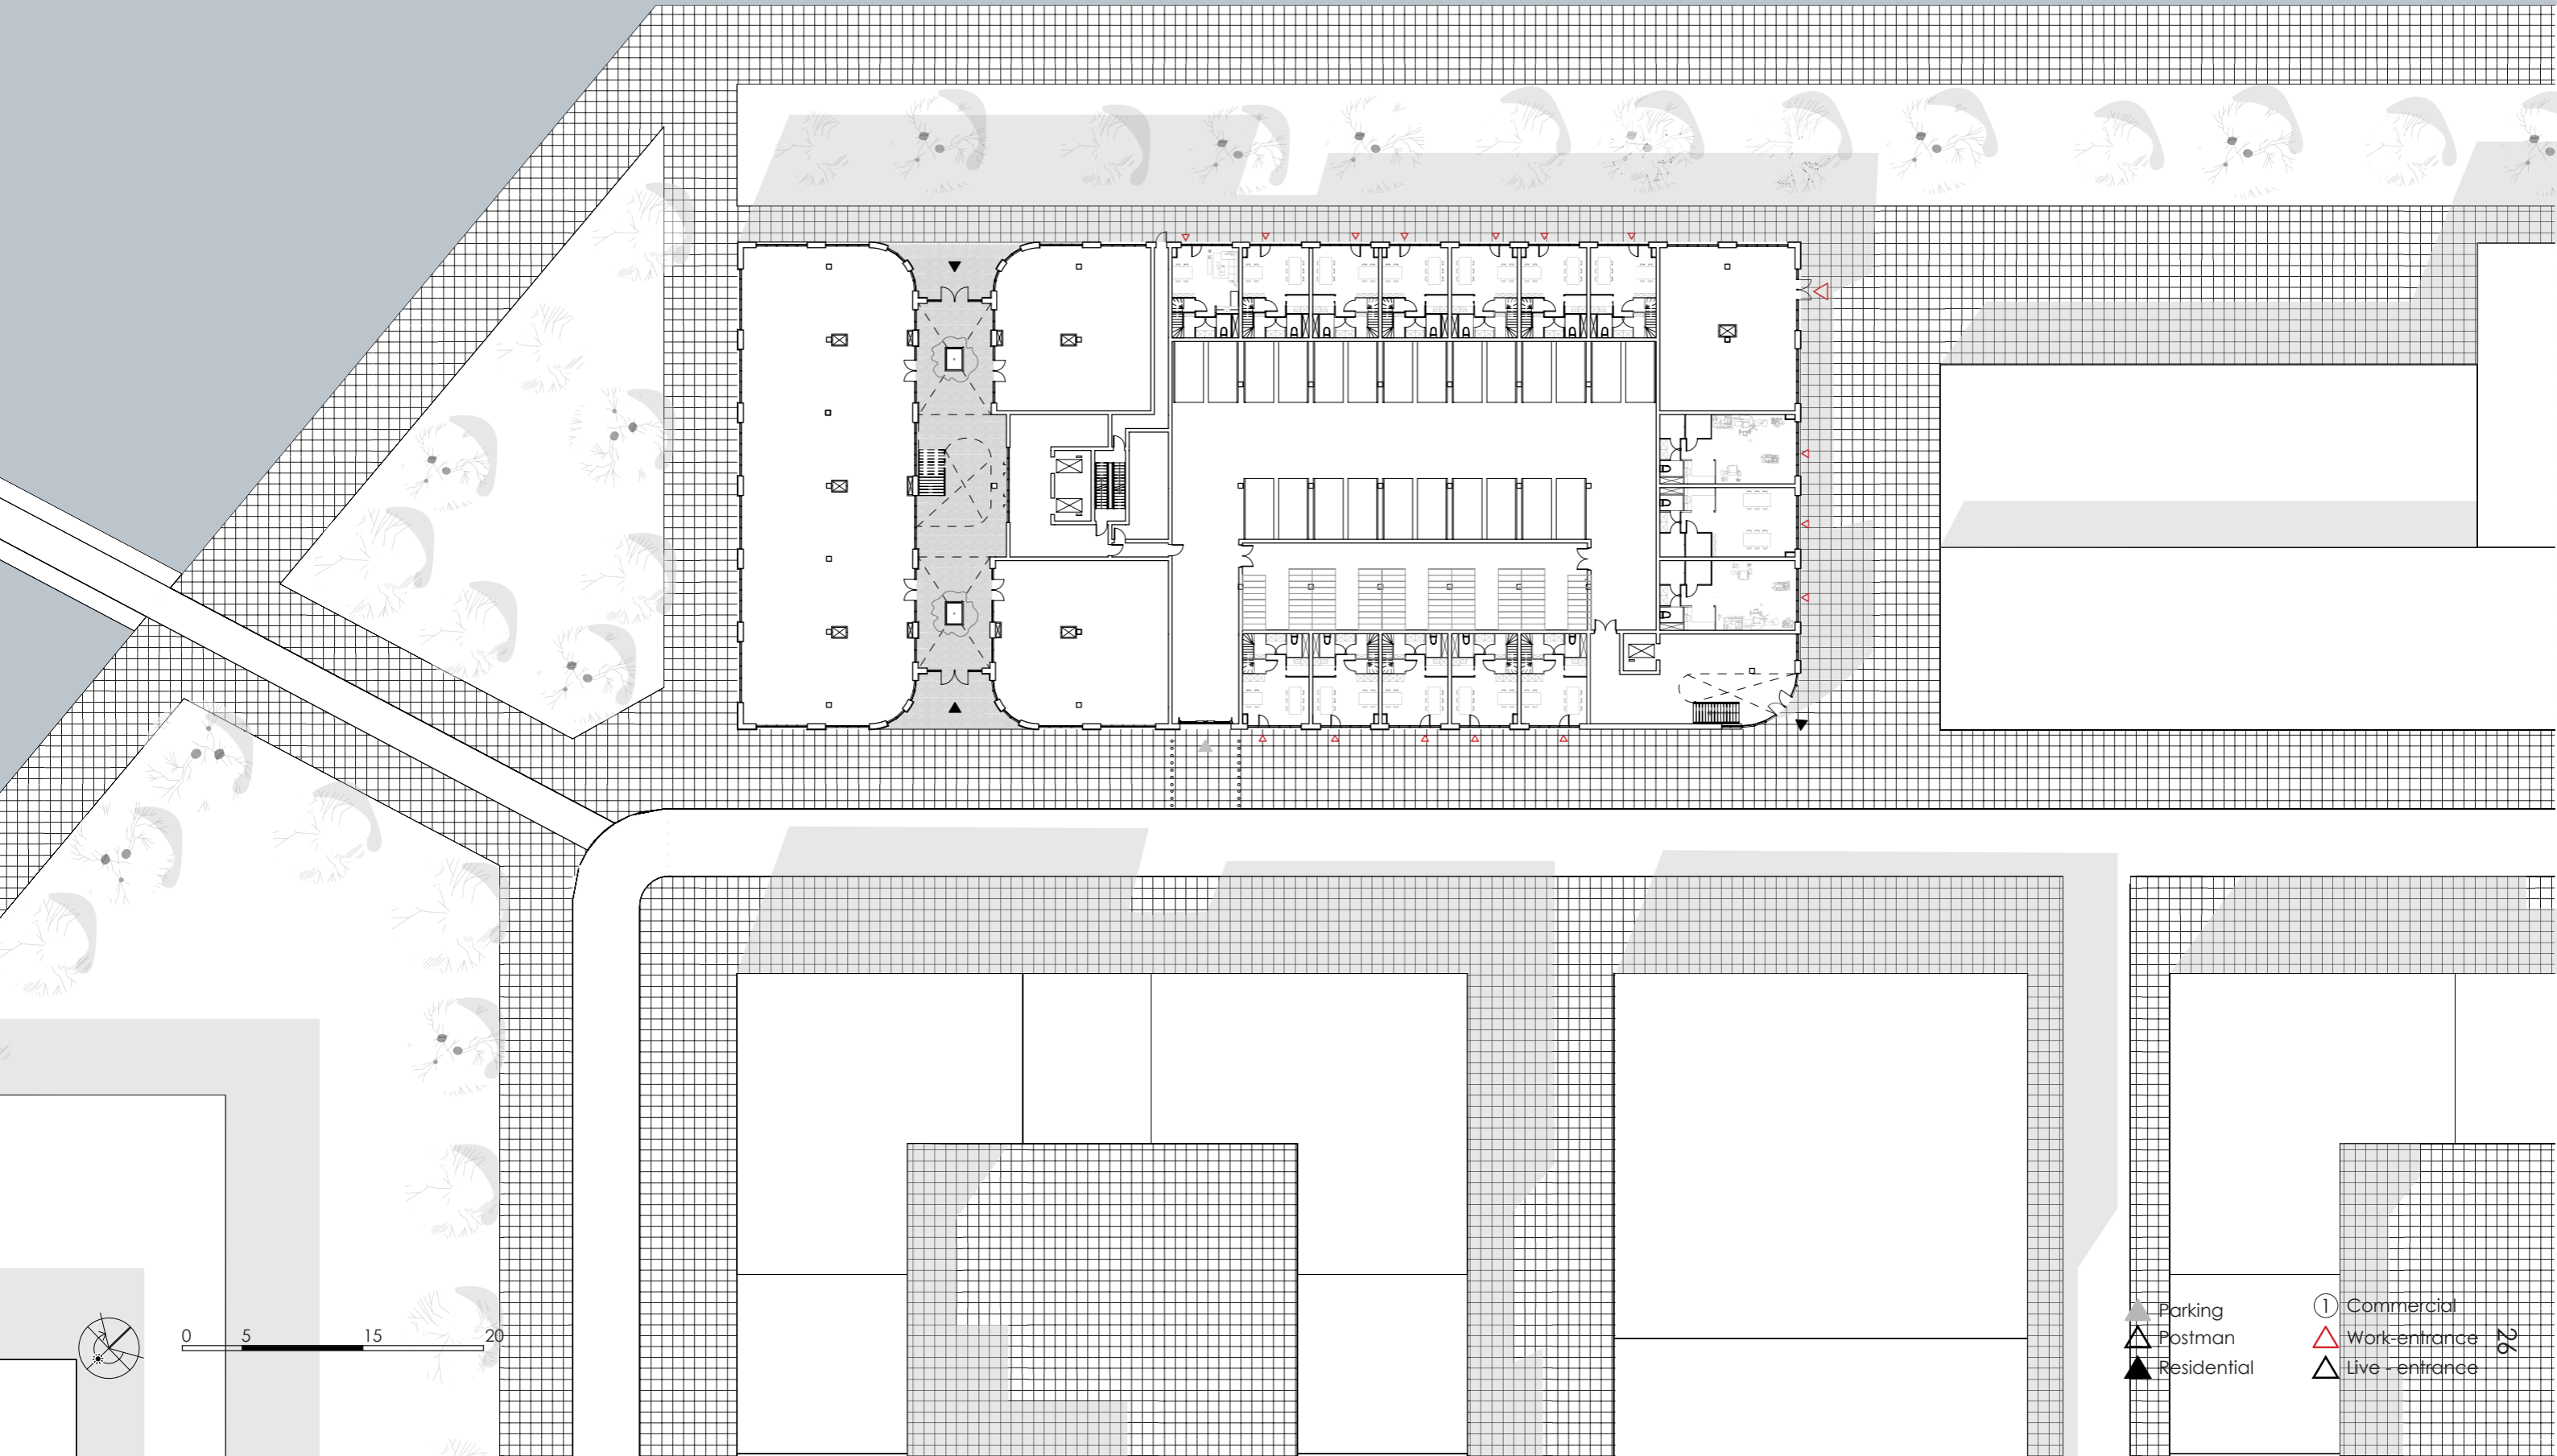 0 5 15 20
Parking
Postman
Residential
1 Commercial
Work-entrance
Live - entrance
26